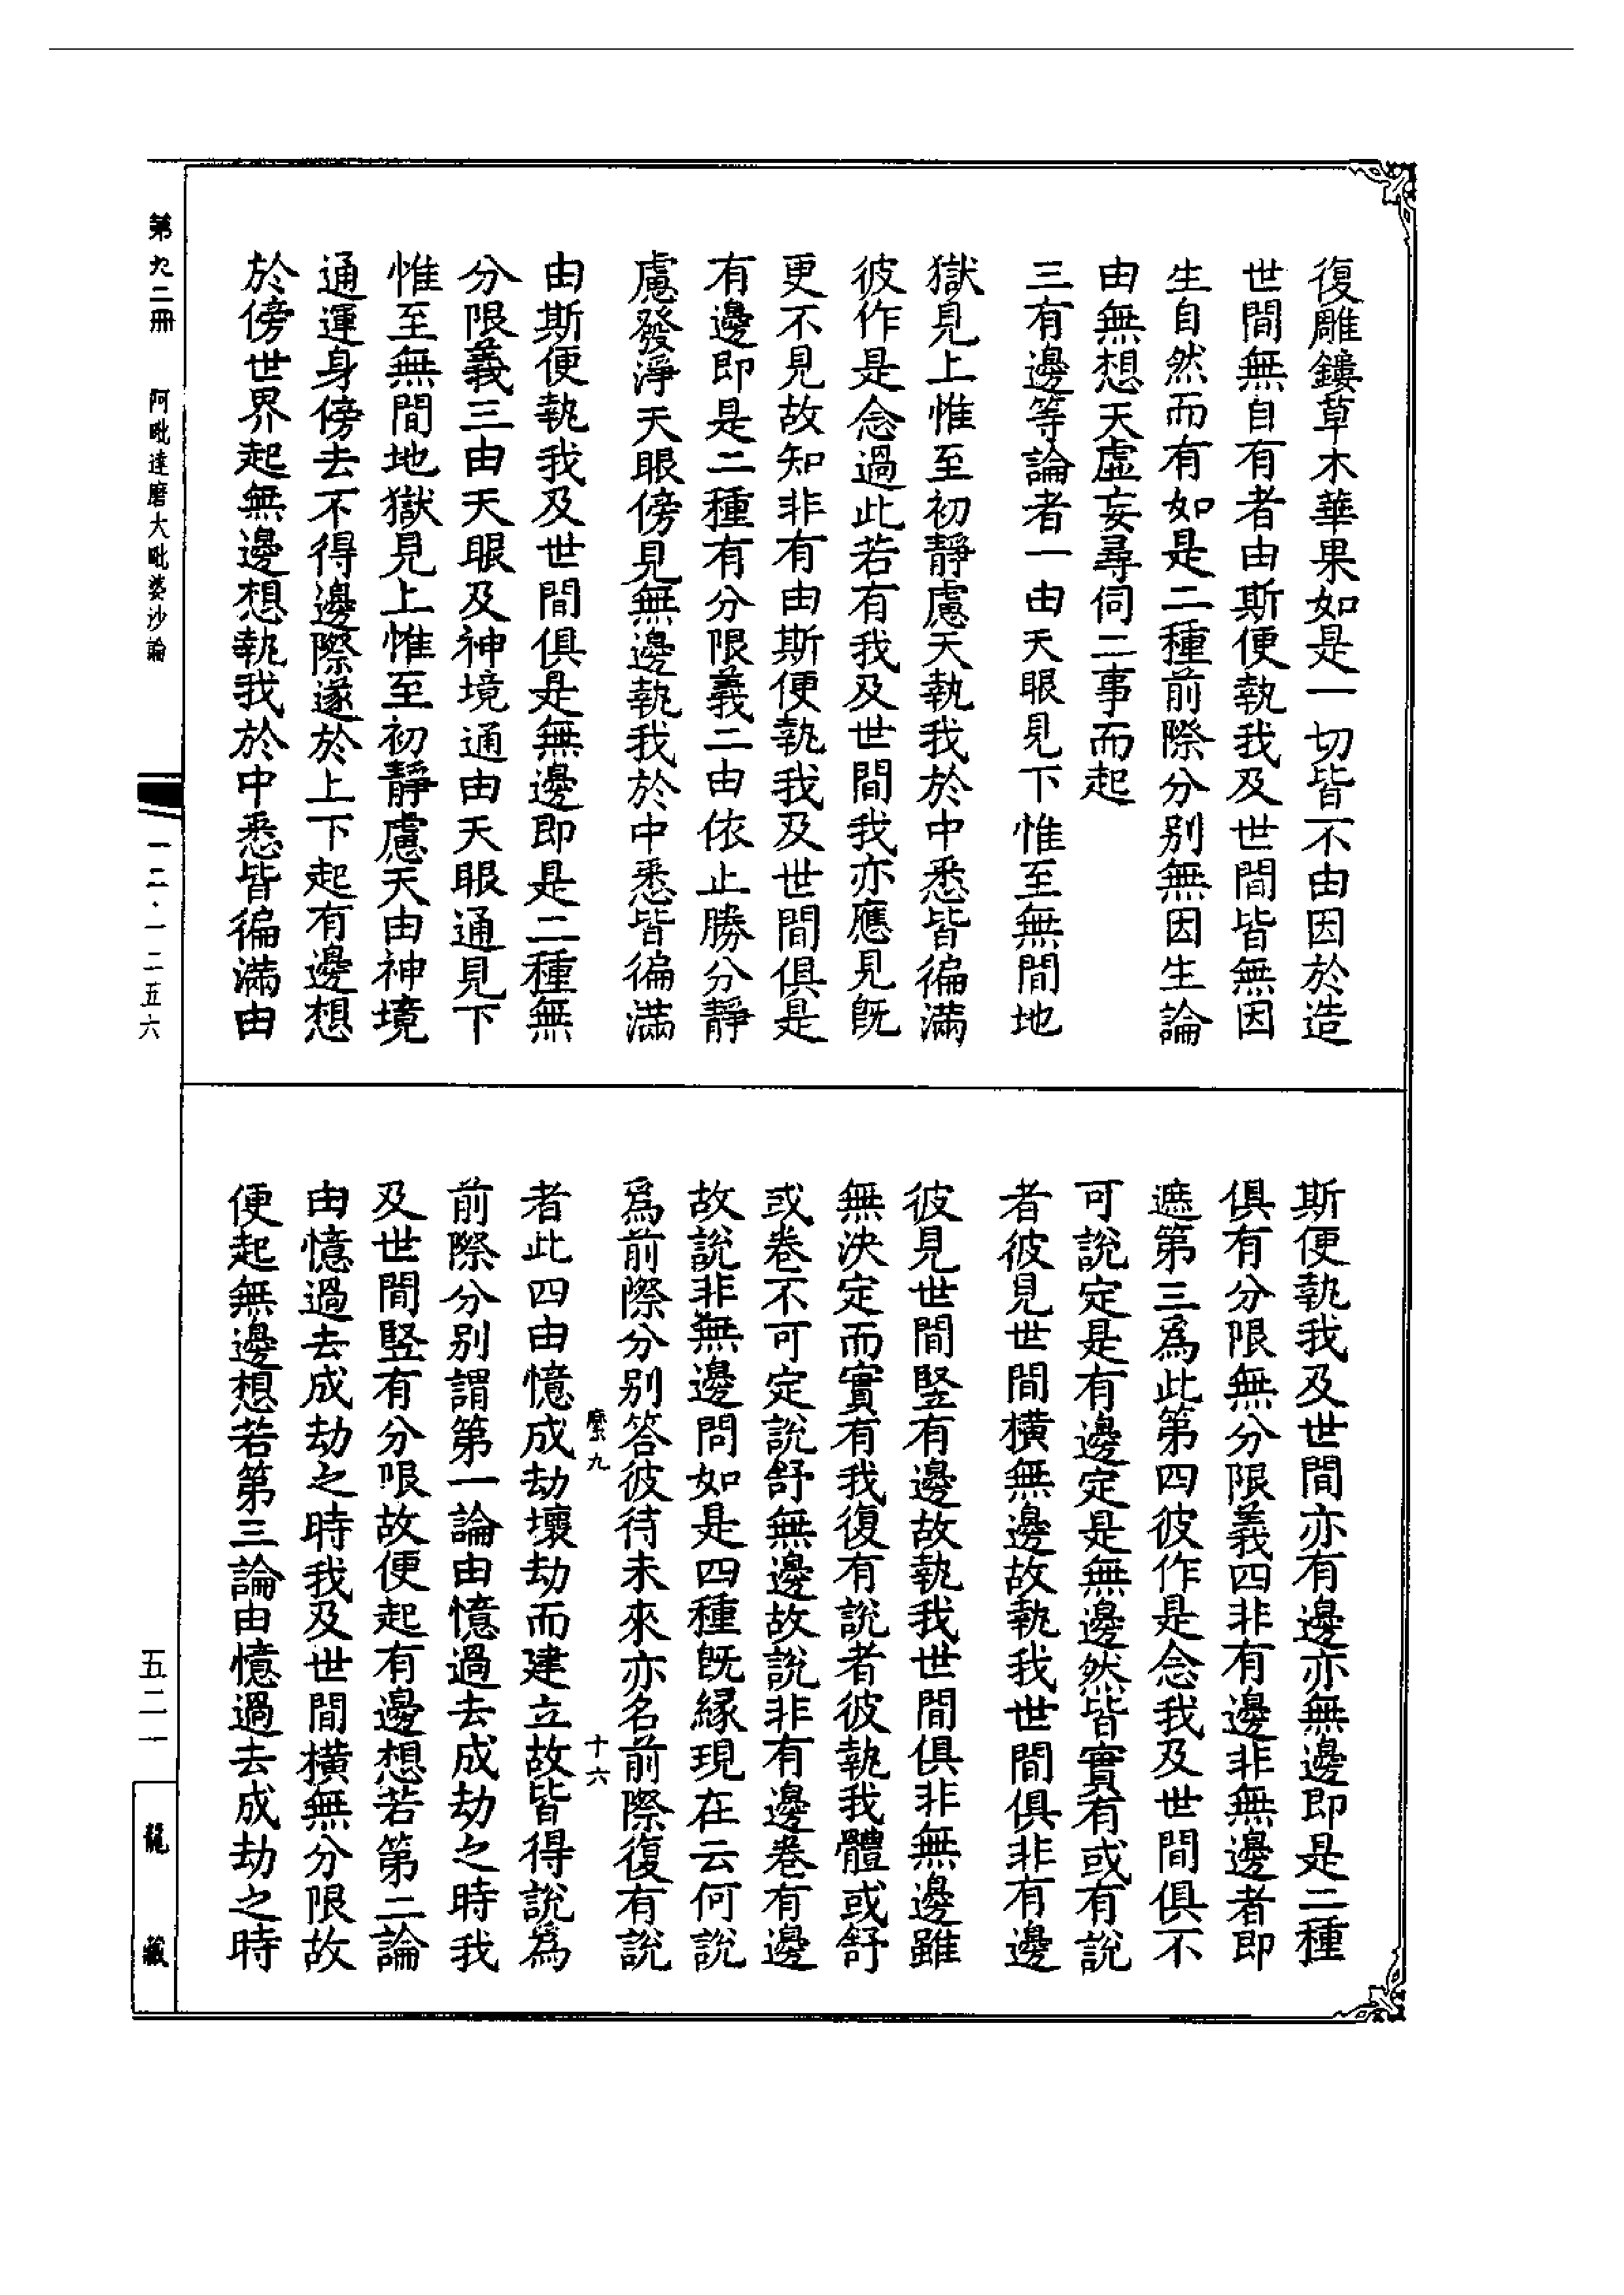 復雕鏤草木華果如是一切皆不由因於造
世間無自有者由斯便執我及世間皆無因
生自然而有如是二種前際分别無因生論
由無想天虛妄尋伺二事而起
三有邊等論者一由天眼見下惟至無間地
獄見上惟至初靜慮天執我於中悉皆徧滿
彼作是念過此若有我及世間我亦應見旣
更不見故知非有由斯便執我及世間俱是
有邊即是二種有分限義二由依止勝分靜
慮發淨天眼傍見無邊執我於中悉皆徧滿
由斯便執我及世間俱是無邊即是二種無
分限義三由天眼及神境通由天眼通見下
惟至無間地獄見上惟至初靜慮天由神境
通運身傍去不得邊際遂於上下起有邊想
於傍世界起無邊想執我於中悉皆徧滿由
斯便執我及世間亦有邊亦無邊即是二種
俱有分限無分限義四非有邊非無邊者即
遮第三爲此第四彼作是念我及世間俱不
可說定是有邊定是無邊然皆實有或有說
者彼見世間橫無邊故執我世間俱非有邊
彼見世間竪有邊故執我世間俱非無邊雖
無決定而實有我復有說者彼執我體或舒
或卷不可定說舒無邊故說非有邊卷有邊
故說非無邊問如是四種旣緣現在云何說
爲前際分别答彼待未來亦名前際復有說
縻九 十六
者此四由憶成劫壞劫而建立故皆得說爲
前際分别謂第一論由憶過去成劫之時我
及世間竪有分限故便起有邊想若第二論
由憶過去成劫之時我及世間橫無分限故
便起無邊想若第三論由憶過去成劫之時
第九二冊 阿毗達磨大毗婆沙論
一二·一二五六
五二一
龍藏